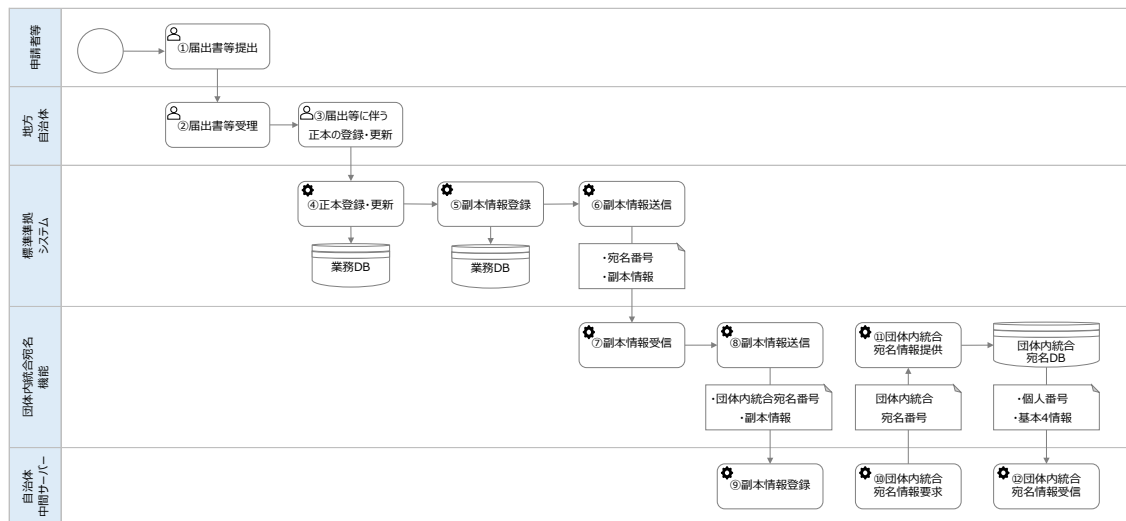 申請者等
①届出書等提出
地方
自治体
②届出書等受理
③届出等に伴う
正本の登録・更新
標準準拠
システム
④正本登録・更新
⑤副本情報登録
⑥副本情報送信
業務DB
業務DB
・宛名番号
・副本情報
団体内統合宛名
機能
⑦副本情報受信
⑧副本情報送信
⑪団体内統合
宛名情報提供
団体内統合
宛名DB
・団体内統合宛名番号
・副本情報
団体内統合
宛名番号
・個人番号
・基本4情報
自治体
中間サーバー
⑨副本情報登録
⑩団体内統合
宛名情報要求
⑫団体内統合
宛名情報受信